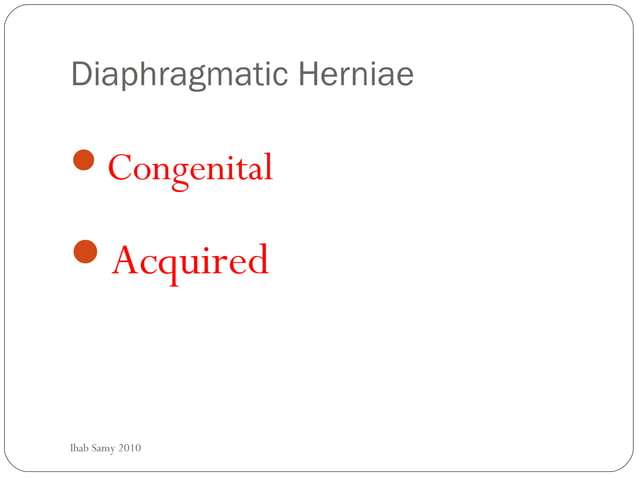 Diaphragmatic Herniae
Congenital
Acquired
Ihab Samy 2010